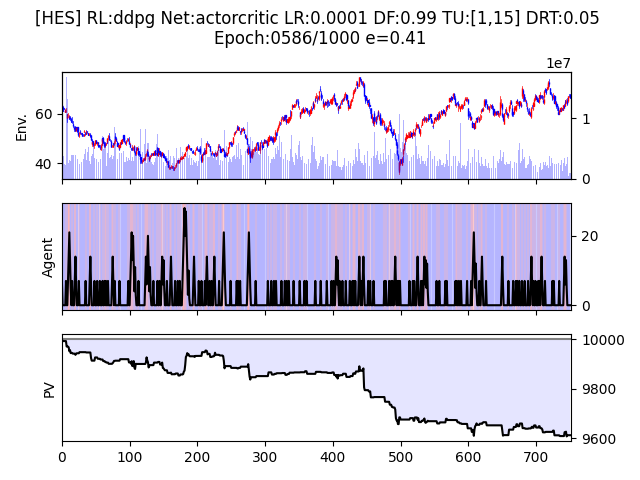 [HES] RL:ddpg Net:actorcritic LR:0.0001 DF:0.99 TU:[1,15] DRT:0.05
Epoch:0586/1000 e=0.41
1e7
Env.
60
40
1
0
Agent
20
0
PV
10000
9800
9600
0 100 200 300 400 500 600 700